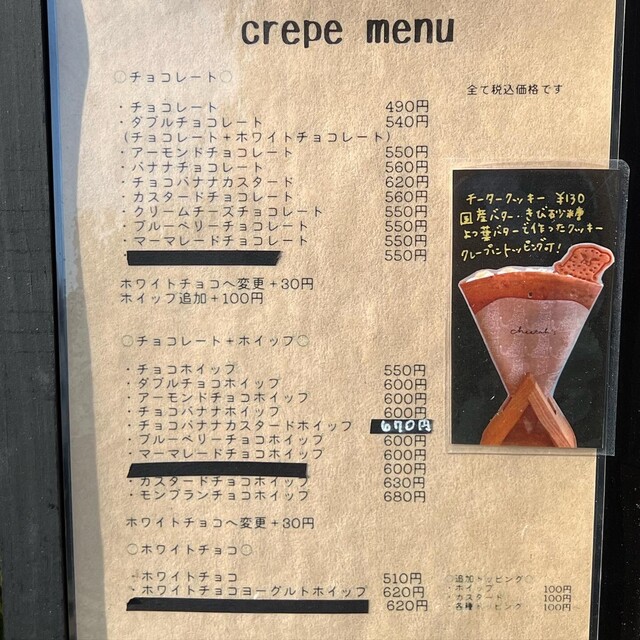 crepe menu
○チョコレート○
全て税込価格です
・チョコレート 490円
・ダブルチョコレート 540円
(チョコレート+ホワイトチョコレート)
・アーモンドチョコレート 550円
・バナナチョコレート 560円
・チョコバナナカスタード 620円
・カスタードチョコレート 560円
・クリームチーズチョコレート 550円
・ブルーベリーチョコレート 550円
・マーマレードチョコレート 550円
550円
ホワイトチョコへ変更+30円
ホイップ追加+100円
○チョコレート+ホイップ○
・チョコホイップ 550円
・ダブルチョコホイップ 600円
・アーモンドチョコホイップ 600円
・チョコバナナホイップ 600円
・チョコバナナカスタードホイップ 670円
・ブルーベリーチョコホイップ 600円
・マーマレードチョコホイップ 600円
600円
・カスタードチョコホイップ 630円
・モンブランチョコホイップ 680円
ホワイトチョコへ変更+30円
○ホワイトチョコ○
・ホワイトチョコ 510円
・ホワイトチョコヨーグルトホイップ 620円
620円
チータークッキー ¥130
国産バター・きび砂糖
よつ葉バターで作ったクッキー
クレープにトッピング可!
○追加トッピング○
・ホイップ 100円
・カスタード 100円
・各種トッピング 100円~